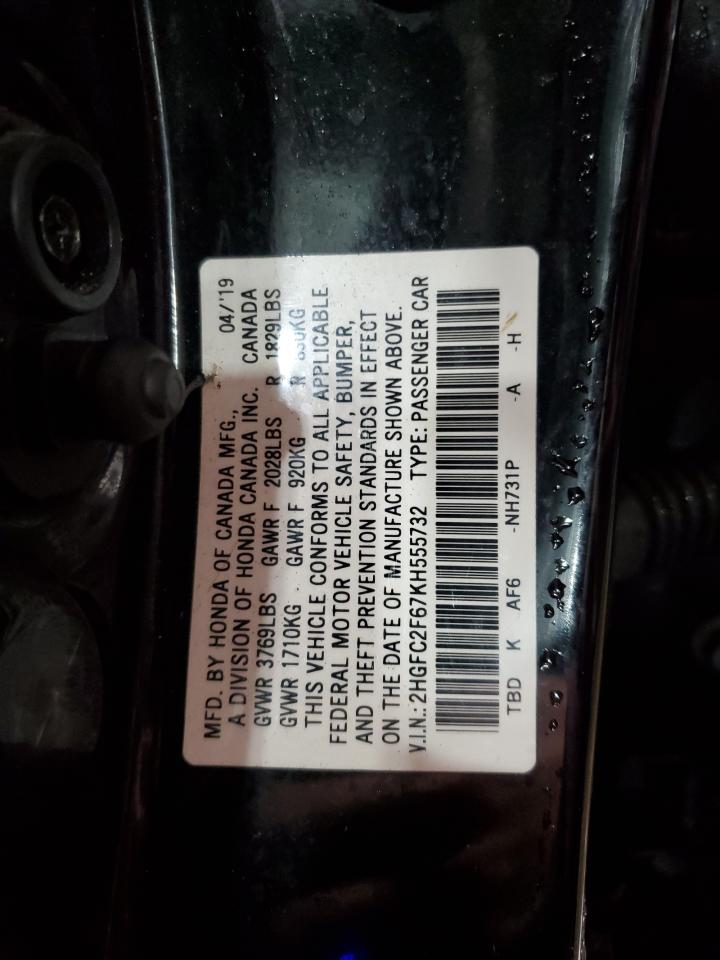 MFD. BY HONDA OF CANADA MFG., 04/'19
A DIVISION OF HONDA CANADA INC. CANADA
GVWR 3769LBS GAWR F 2028LBS R 1829LBS
GVWR 1710KG GAWR F 920KG R 830KG
THIS VEHICLE CONFORMS TO ALL APPLICABLE
FEDERAL MOTOR VEHICLE SAFETY, BUMPER,
AND THEFT PREVENTION STANDARDS IN EFFECT
ON THE DATE OF MANUFACTURE SHOWN ABOVE.
V.I.N.: 2HGFC2F67KH555732 TYPE: PASSENGER CAR
TBD K AF6 -NH731P -A -H